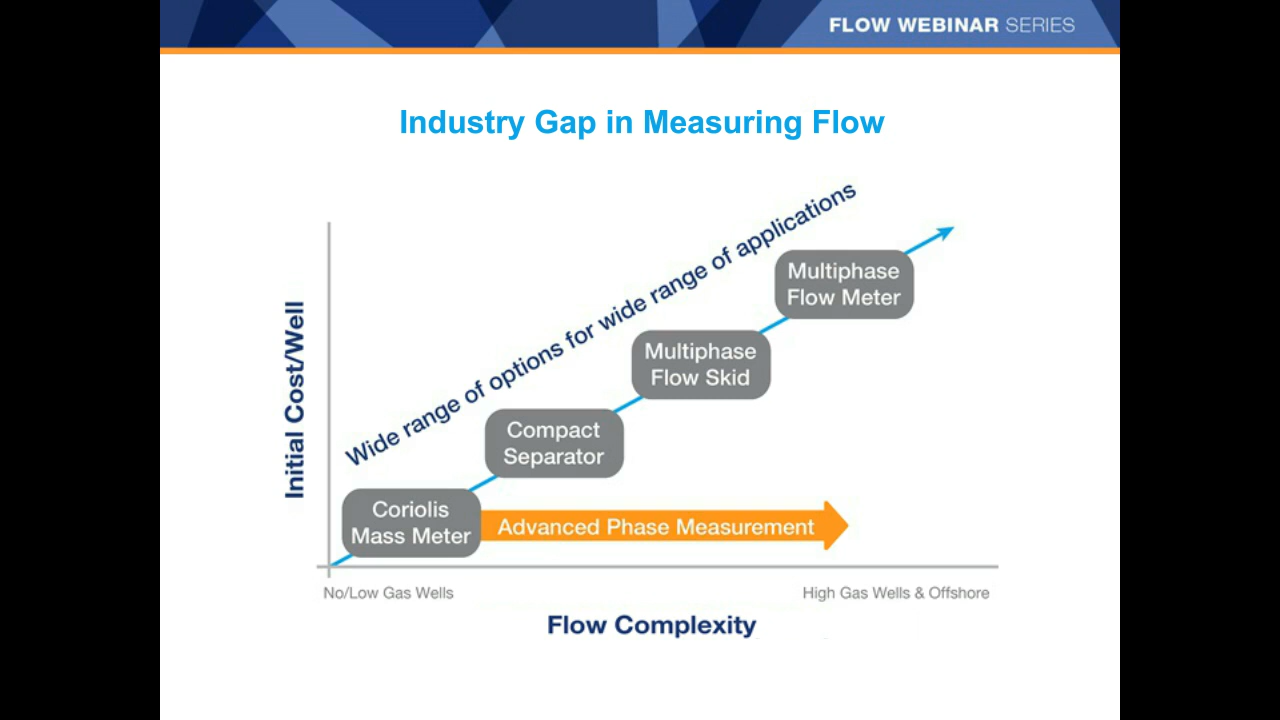 FLOW WEBINAR SERIES
Industry Gap in Measuring Flow
Wide range of options for wide range of applications
Initial Cost/Well
Multiphase
Flow Meter
Multiphase
Flow Skid
Compact
Separator
Coriolis
Mass Meter
Advanced Phase Measurement
No/Low Gas Wells
High Gas Wells & Offshore
Flow Complexity